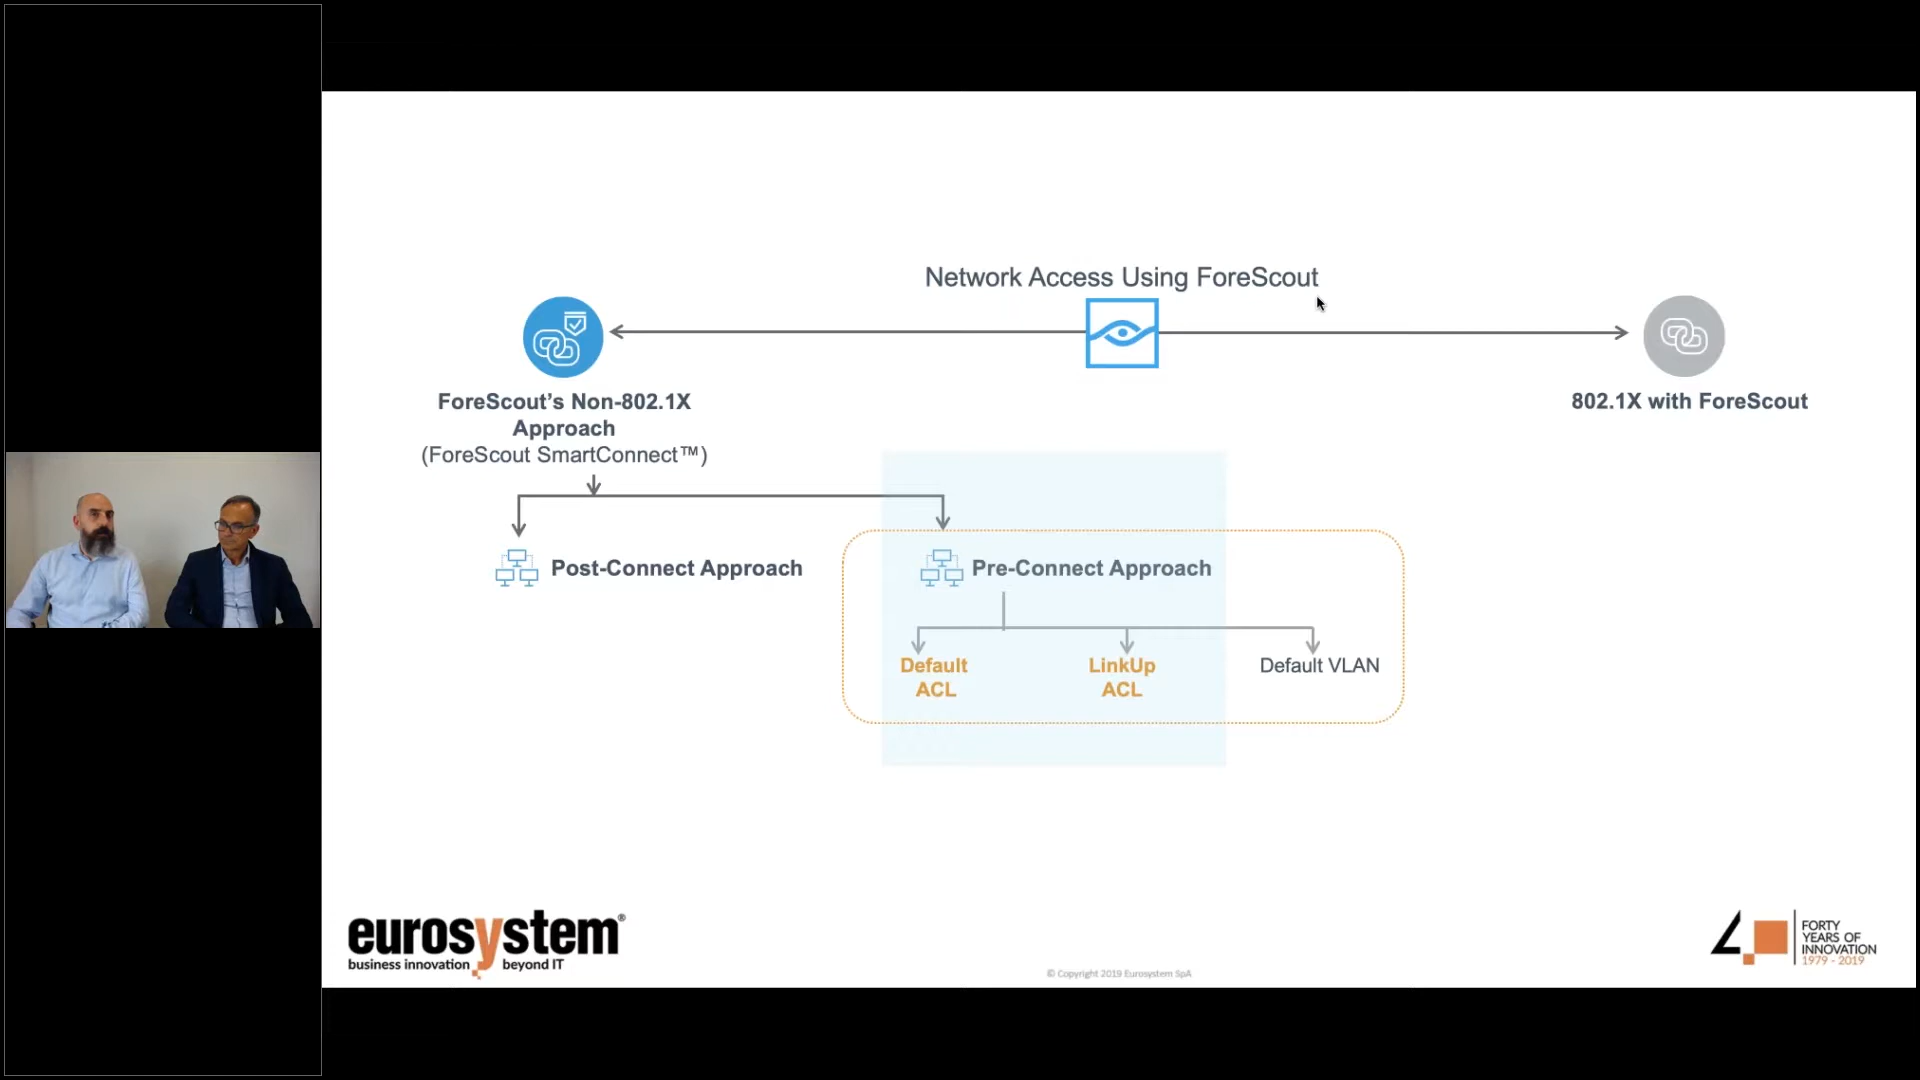 Network Access Using ForeScout
ForeScout’s Non-802.1X
Approach
(ForeScout SmartConnect™)
802.1X with ForeScout
Post-Connect Approach
Pre-Connect Approach
Default
ACL
LinkUp
ACL
Default VLAN
eurosystem®
business innovation beyond IT
© Copyright 2019 Eurosystem SpA
40
FORTY
YEARS OF
INNOVATION
1979 - 2019